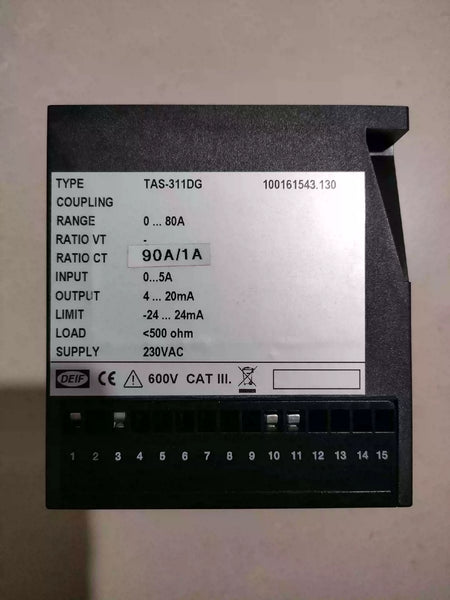 TYPE TAS-311DG 100161543.130
COUPLING
RANGE 0 ... 80A
RATIO VT -
RATIO CT 90A/1A
INPUT 0...5A
OUTPUT 4 ... 20mA
LIMIT -24 ... 24mA
LOAD <500 ohm
SUPPLY 230VAC
DEIF CE 600V CAT III.
1 2 3 4 5 6 7 8 9 10 11 12 13 14 15